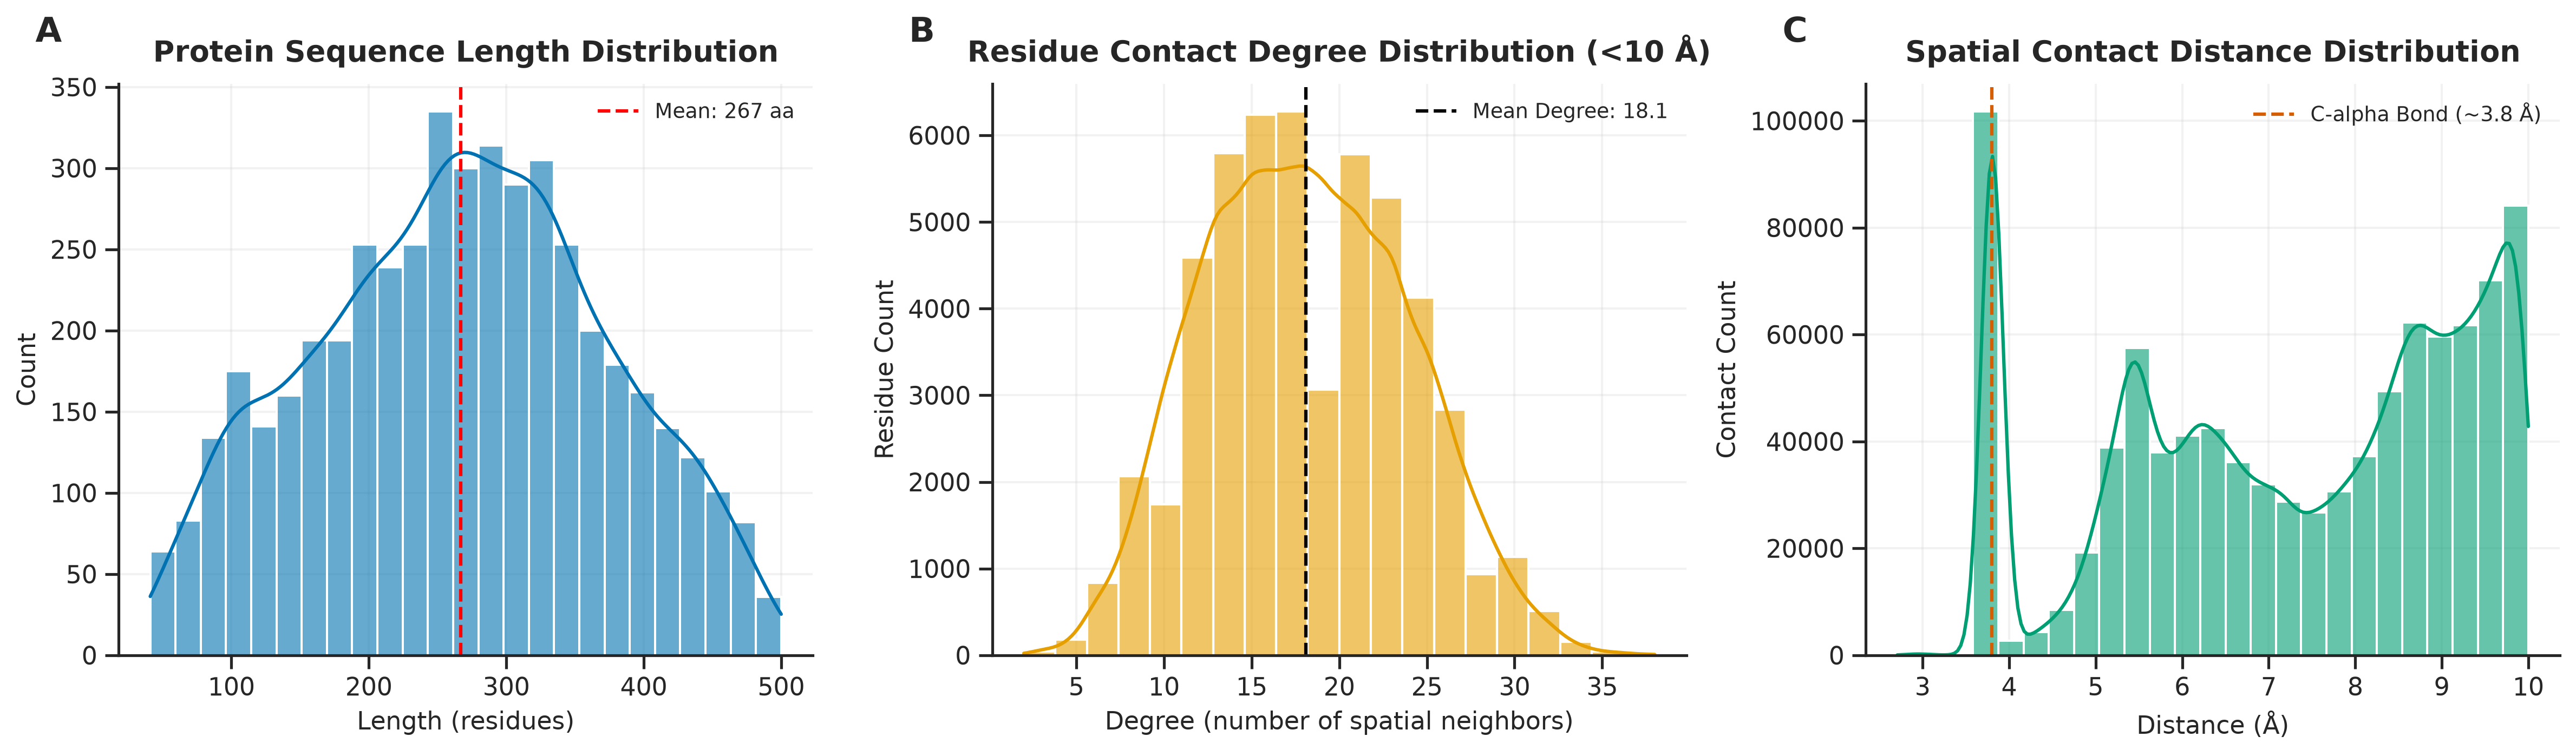 A
Protein Sequence Length Distribution
350
300
250
200
150
100
50
0
Count
Mean: 267 aa
100 200 300 400 500
Length (residues)
B
Residue Contact Degree Distribution (<10 Å)
6000
5000
4000
3000
2000
1000
0
Residue Count
Mean Degree: 18.1
5 10 15 20 25 30 35
Degree (number of spatial neighbors)
C
Spatial Contact Distance Distribution
100000
80000
60000
40000
20000
0
Contact Count
C-alpha Bond (~3.8 Å)
3 4 5 6 7 8 9 10
Distance (Å)